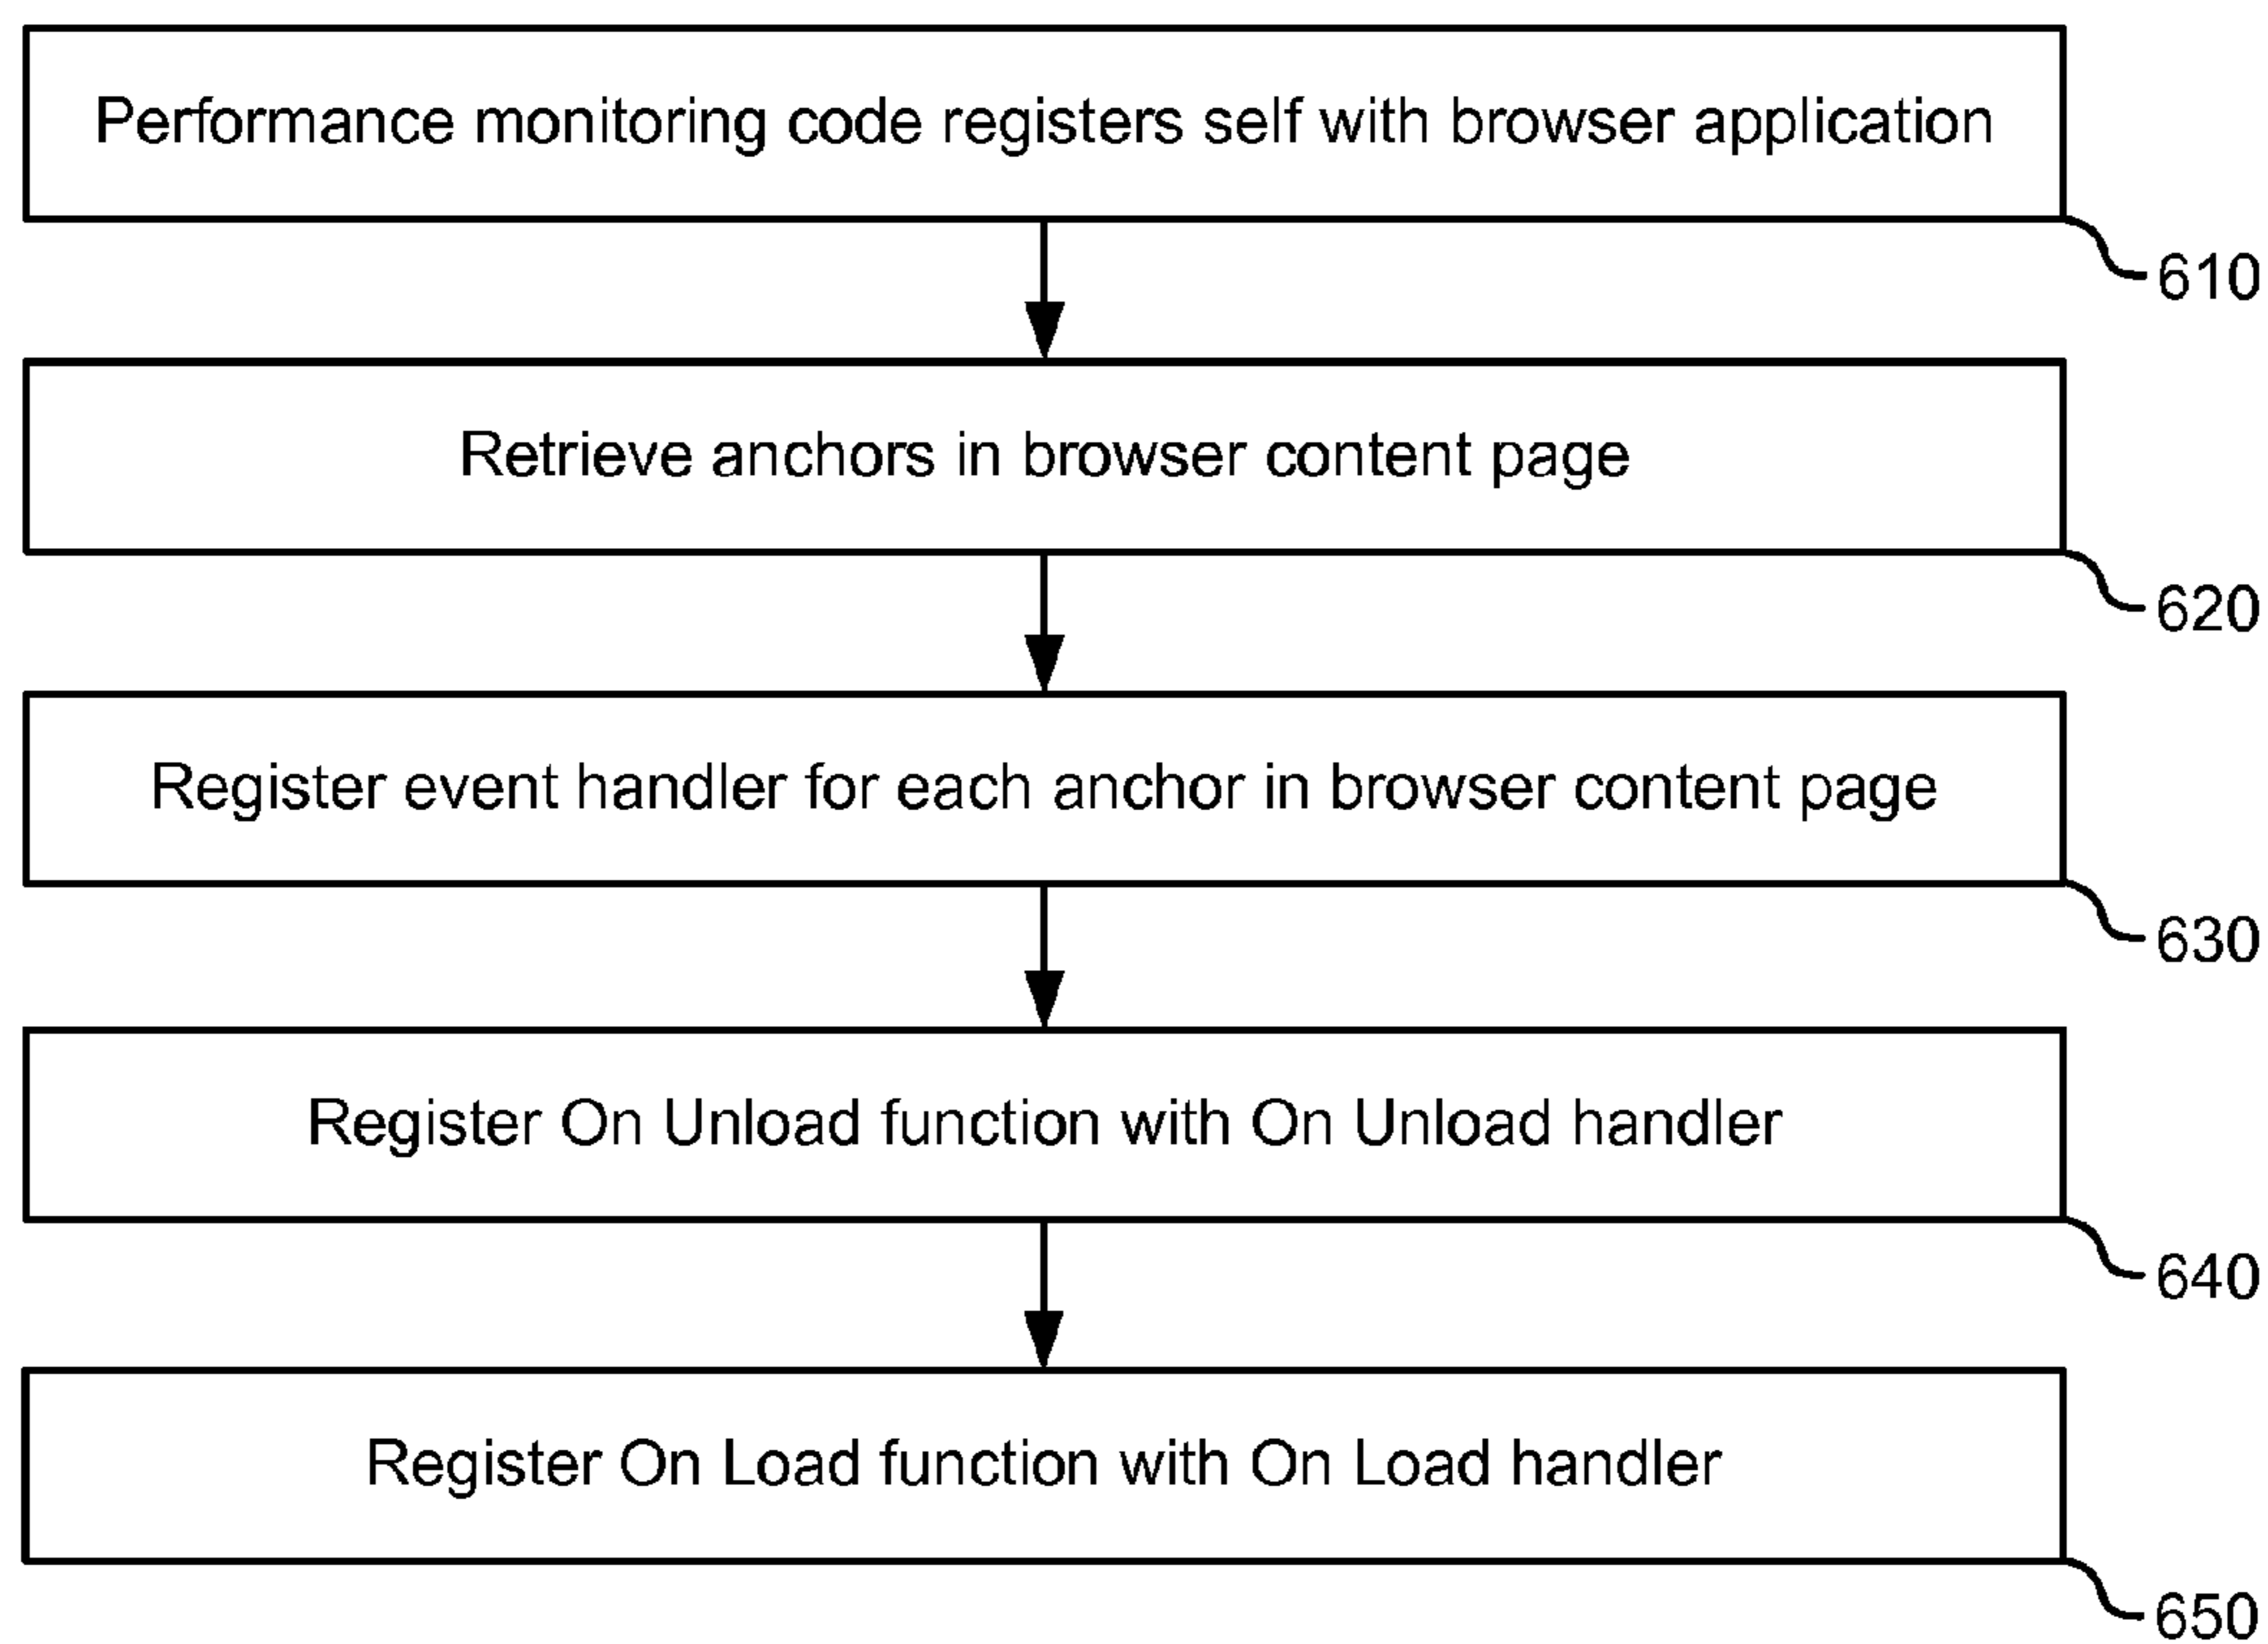 Performance monitoring code registers self with browser application
610
Retrieve anchors in browser content page
620
Register event handler for each anchor in browser content page
630
Register On Unload function with On Unload handler
640
Register On Load function with On Load handler
650